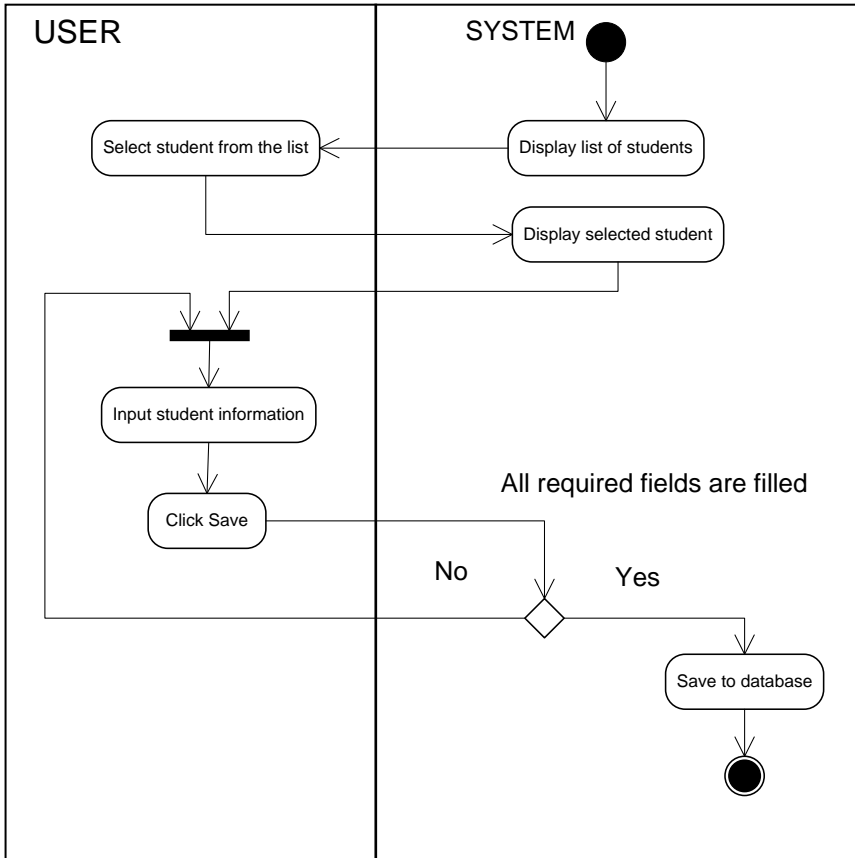 USER
SYSTEM
Select student from the list
Display list of students
Display selected student
Input student information
All required fields are filled
Click Save
No
Yes
Save to database